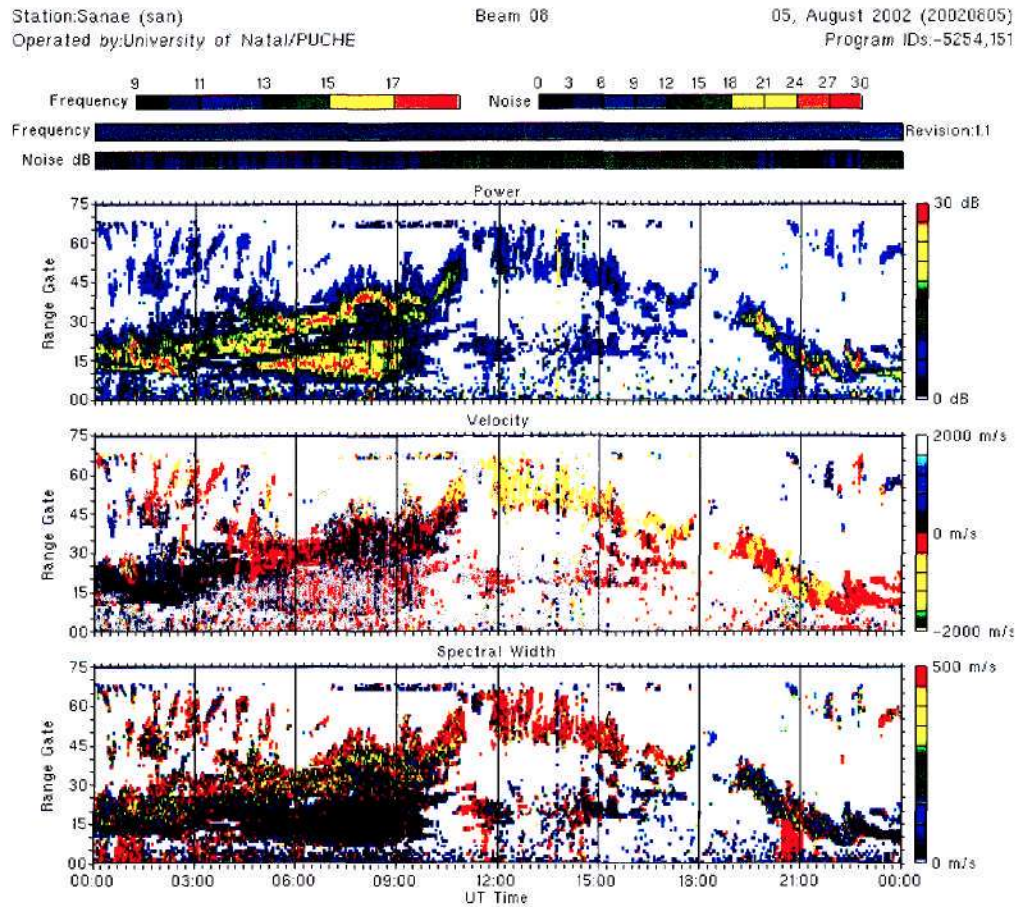 Station:Sanae (san) Beam 08 05, August 2002 (20020805)
Operated by:University of Natal/PUCHE Program IDs:-5254,151
9 11 13 15 17 0 3 6 9 12 15 18 21 24 27 30
Frequency Noise
Frequency Revision:1.1
Noise dB
Power
75 30 dB
60
45
30
15
00 0 dB
Range Gate
Velocity
75 2000 m/s
60
45
30 0 m/s
15
00 -2000 m/s
Range Gate
Spectral Width
75 500 m/s
60
45
30
15
00 0 m/s
Range Gate
00:00 03:00 06:00 09:00 12:00 15:00 18:00 21:00 00:00
UT Time